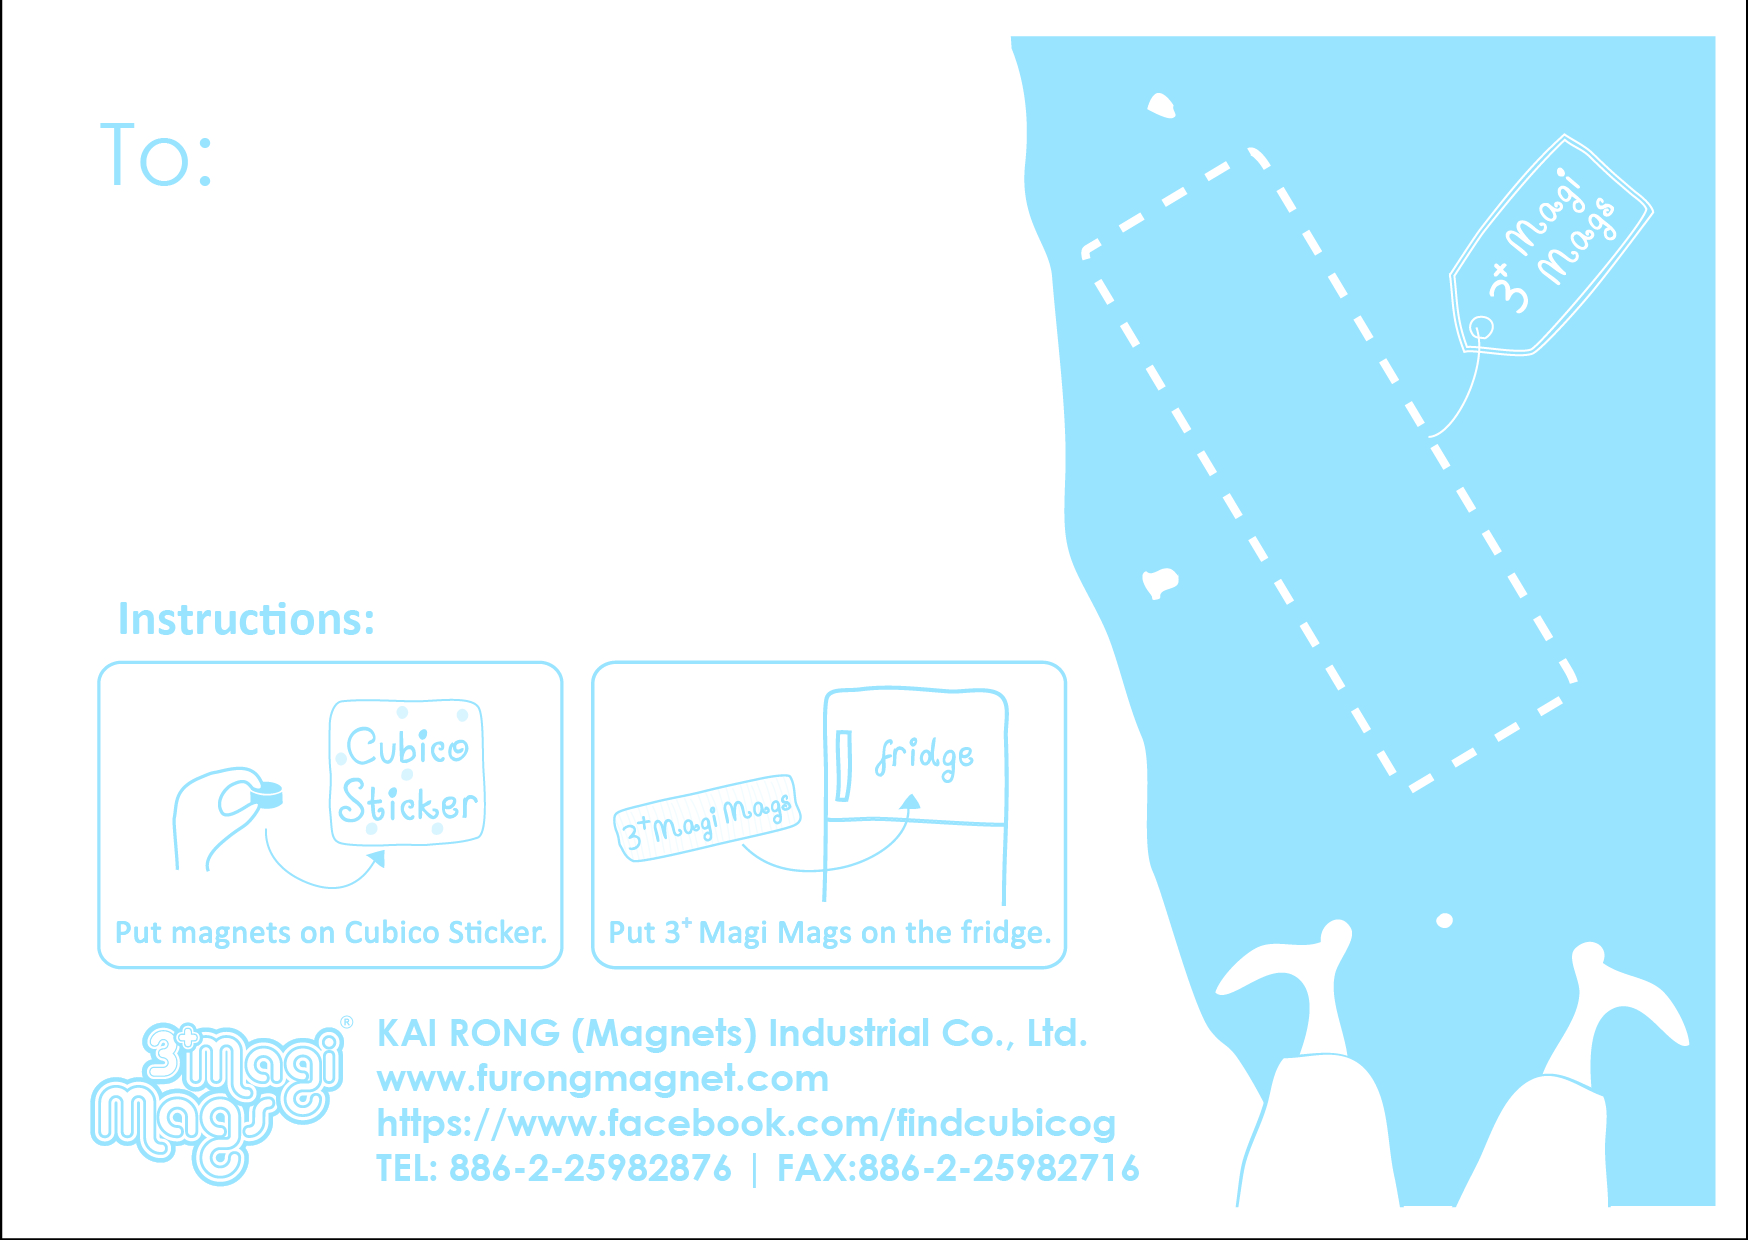 To:
3+ Magi
Mags
Instructions:
Cubico
Sticker
Put magnets on Cubico Sticker.
fridge
3+ Magi Mags
Put 3+ Magi Mags on the fridge.
3+ Magi
Mags
®
KAI RONG (Magnets) Industrial Co., Ltd.
www.furongmagnet.com
https://www.facebook.com/findcubicog
TEL: 886-2-25982876 | FAX:886-2-25982716